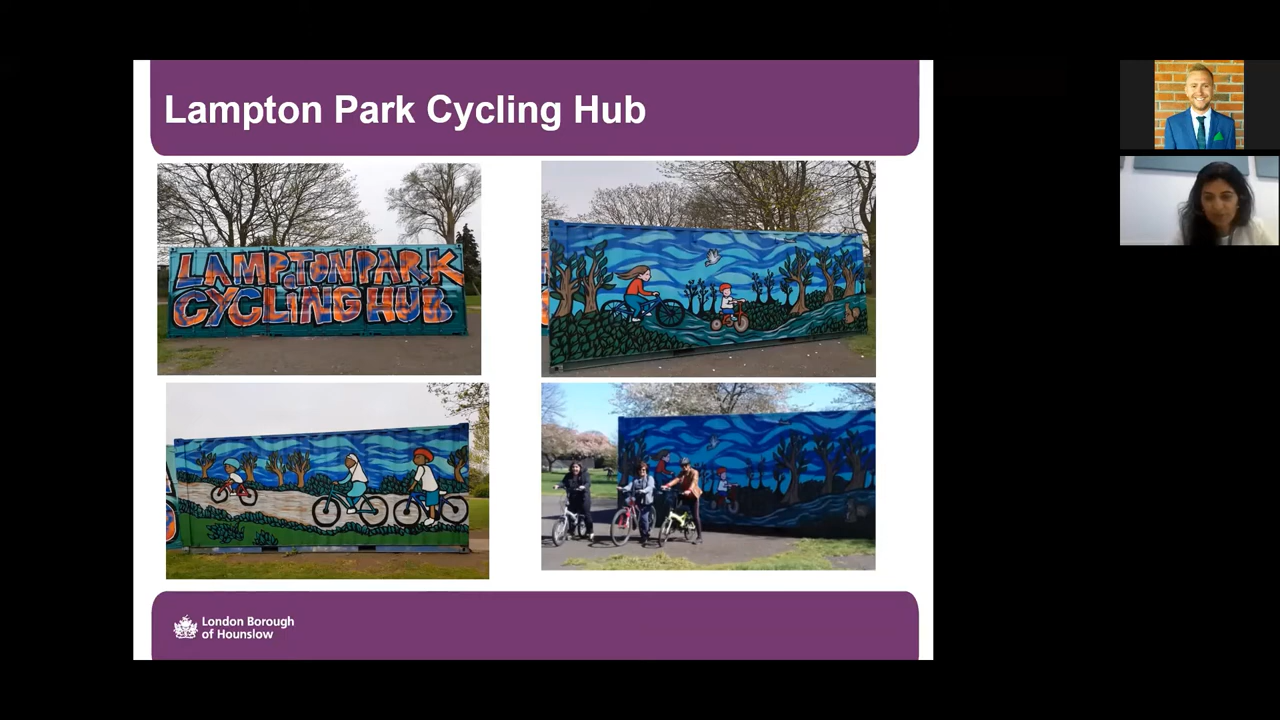 Lampton Park Cycling Hub
LAMPTON PARK
CYCLING HUB
London Borough
of Hounslow